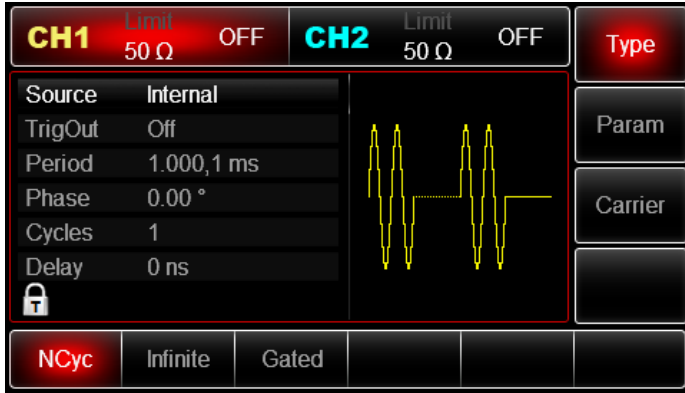 CH1 Limit 50 Ω OFF CH2 Limit 50 Ω OFF Type
Source Internal
TrigOut Off
Period 1.000,1 ms
Phase 0.00 °
Cycles 1
Delay 0 ns
T
Param
Carrier
NCyc Infinite Gated